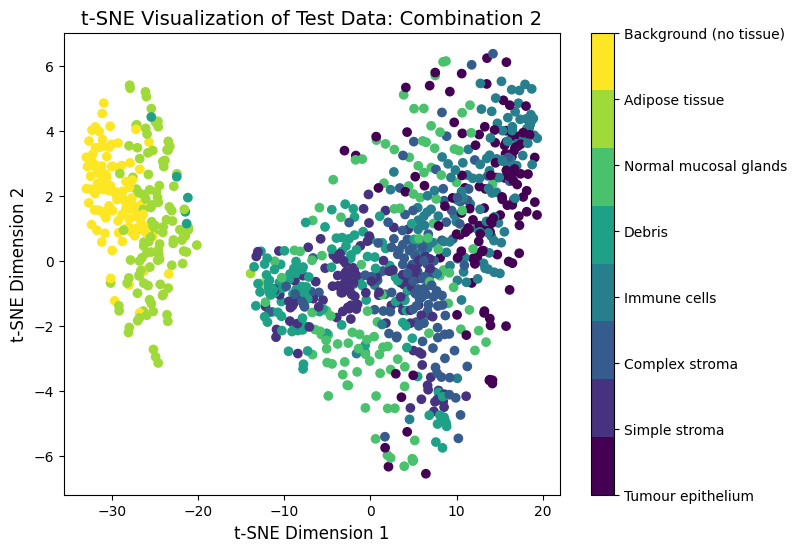 t-SNE Visualization of Test Data: Combination 2
t-SNE Dimension 2
6
4
2
0
−2
−4
−6
−30
−20
−10
0
10
20
t-SNE Dimension 1
Background (no tissue)
Adipose tissue
Normal mucosal glands
Debris
Immune cells
Complex stroma
Simple stroma
Tumour epithelium